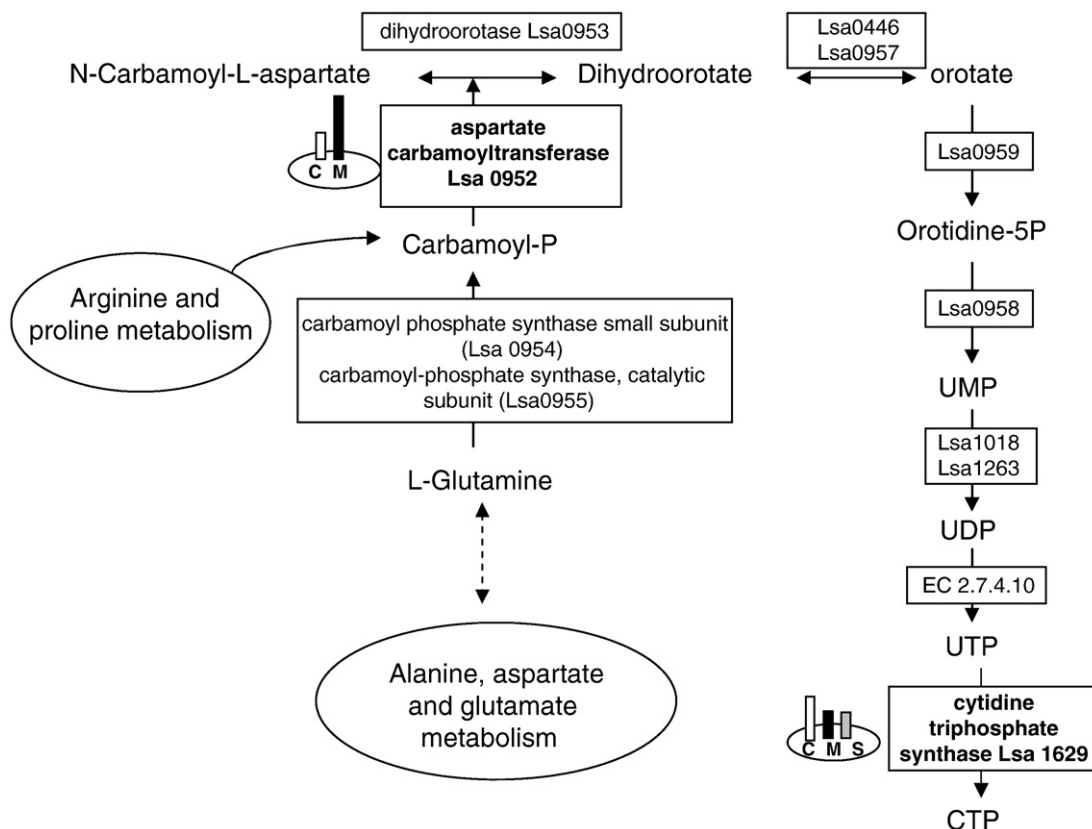 dihydroorotase Lsa0953
Lsa0446
Lsa0957
N-Carbamoyl-L-aspartate
Dihydroorotate
orotate
aspartate
carbamoyltransferase
Lsa 0952
C M
Lsa0959
Carbamoyl-P
Orotidine-5P
Arginine and
proline metabolism
carbamoyl phosphate synthase small subunit
(Lsa 0954)
carbamoyl-phosphate synthase, catalytic
subunit (Lsa0955)
Lsa0958
UMP
L-Glutamine
Lsa1018
Lsa1263
UDP
EC 2.7.4.10
UTP
Alanine, aspartate
and glutamate
metabolism
cytidine
triphosphate
synthase Lsa 1629
C M S
CTP